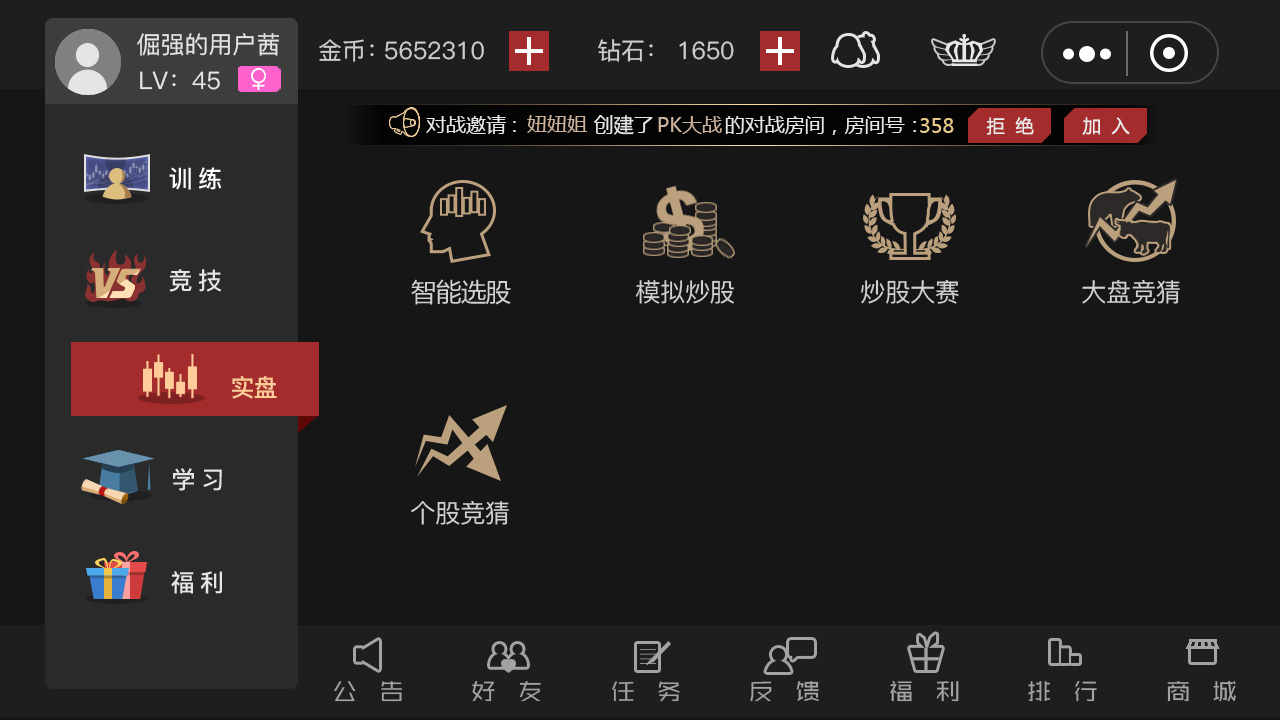 倔强的用户茜
LV：45
金币：5652310
钻石： 1650
对战邀请：妞妞姐 创建了PK大战的对战房间，房间号:358
拒 绝
加 入
训 练
VS 竞 技
实盘
学 习
福 利
智能选股
$ 模拟炒股
炒股大赛
大盘竞猜
个股竞猜
公 告
好 友
任 务
反 馈
福 利
排 行
商 城